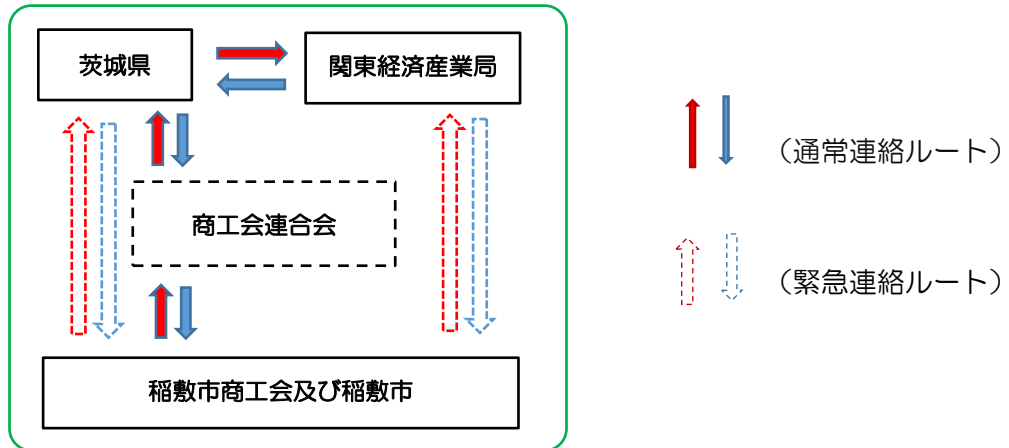 茨城県
関東経済産業局
商工会連合会
稲敷市商工会及び稲敷市
（通常連絡ルート）
（緊急連絡ルート）